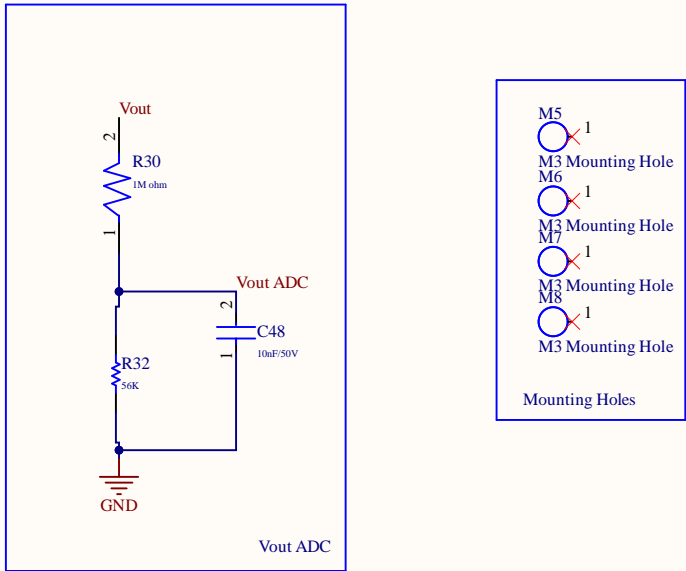 Vout
2
R30
1M ohm
1
Vout ADC
2
C48
10nF/50V
1
R32
56K
GND
Vout ADC
M5
1
M3 Mounting Hole
M6
1
M3 Mounting Hole
M7
1
M3 Mounting Hole
M8
1
M3 Mounting Hole
Mounting Holes